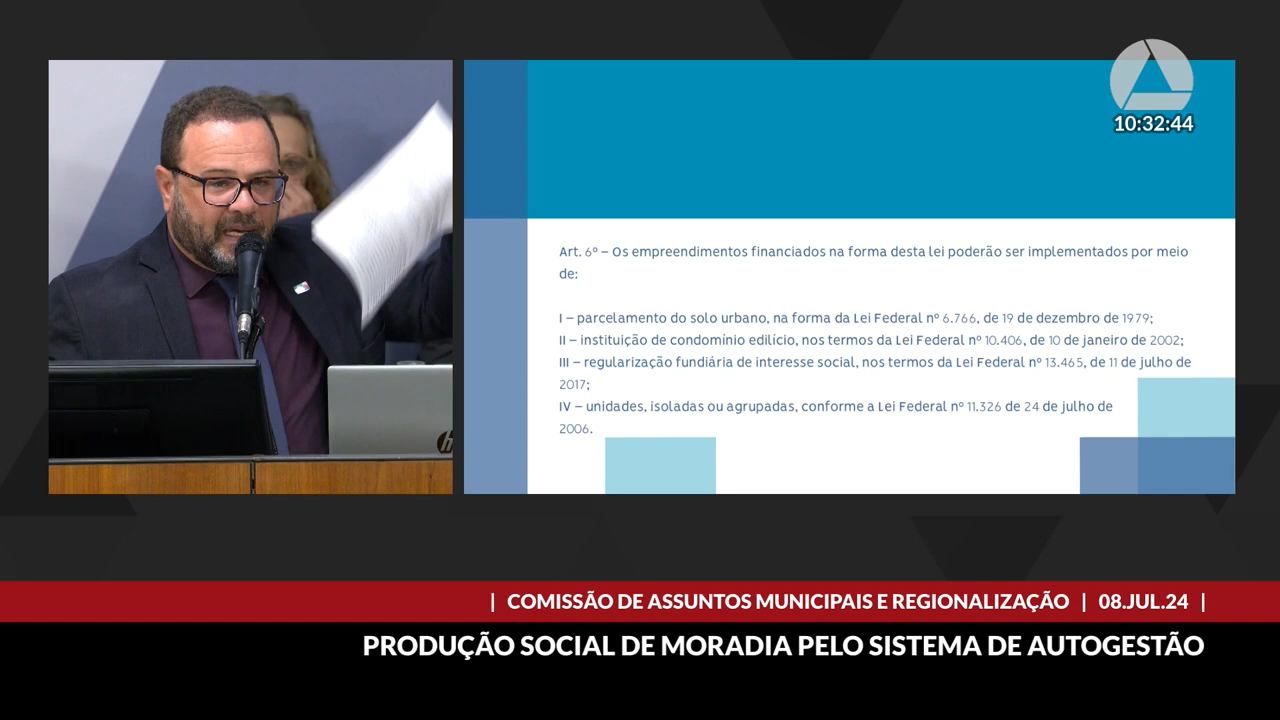 10:32:44
Art. 6º – Os empreendimentos financiados na forma desta lei poderão ser implementados por meio
de:
I – parcelamento do solo urbano, na forma da Lei Federal nº 6.766, de 19 de dezembro de 1979;
II – instituição de condomínio edilício, nos termos da Lei Federal nº 10.406, de 10 de janeiro de 2002;
III – regularização fundiária de interesse social, nos termos da Lei Federal nº 13.465, de 11 de julho de
2017;
IV – unidades, isoladas ou agrupadas, conforme a Lei Federal nº 11.326 de 24 de julho de
2006.
hp
| COMISSÃO DE ASSUNTOS MUNICIPAIS E REGIONALIZAÇÃO | 08.JUL.24 |
PRODUÇÃO SOCIAL DE MORADIA PELO SISTEMA DE AUTOGESTÃO